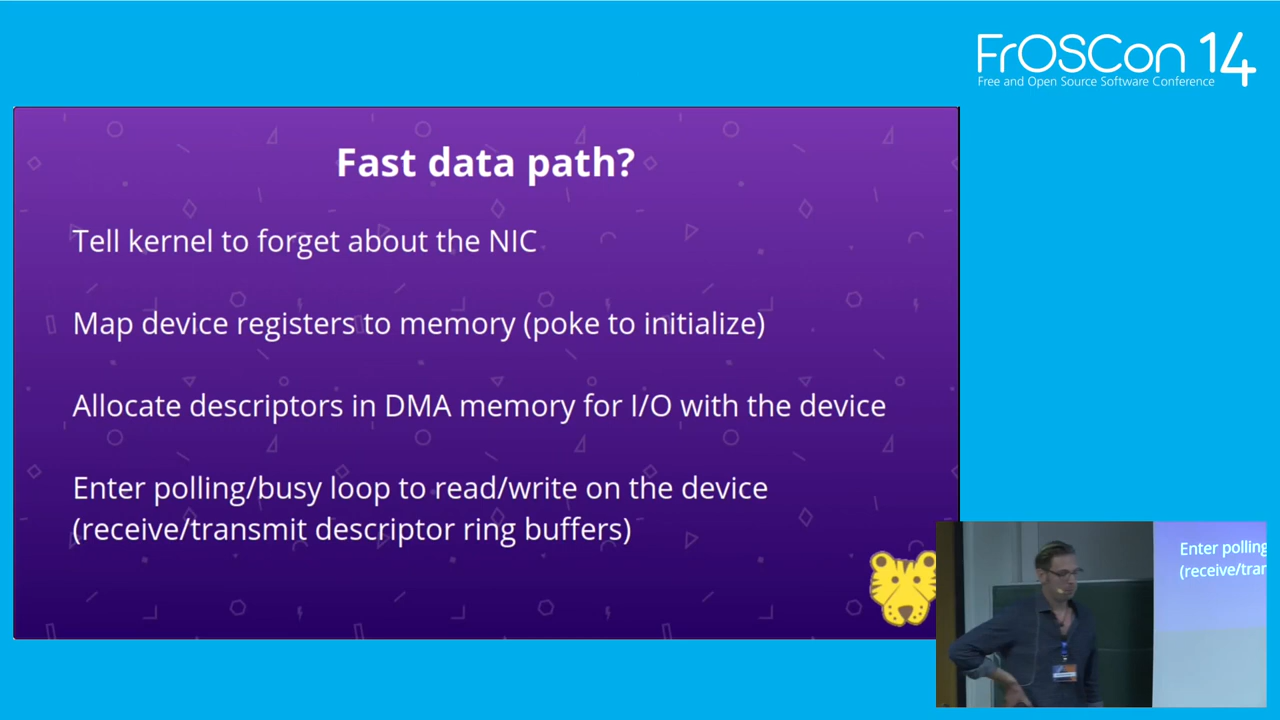 FrOSCon 14
Free and Open Source Software Conference
Fast data path?
Tell kernel to forget about the NIC
Map device registers to memory (poke to initialize)
Allocate descriptors in DMA memory for I/O with the device
Enter polling/busy loop to read/write on the device
(receive/transmit descriptor ring buffers)
Enter polling
(receive/trar